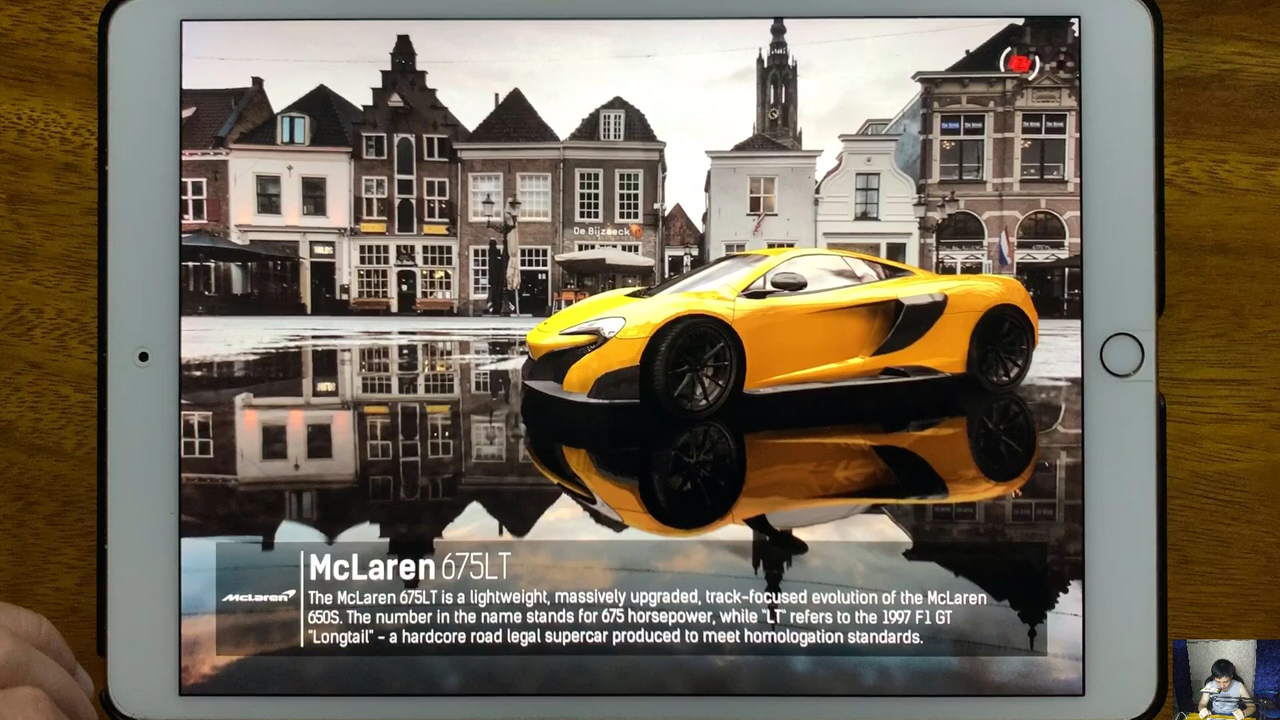 De Bijzaeck
McLaren 675LT
McLaren
The McLaren 675LT is a lightweight, massively upgraded, track-focused evolution of the McLaren
650S. The number in the name stands for 675 horsepower, while "LT" refers to the 1997 F1 GT
"Longtail" - a hardcore road legal supercar produced to meet homologation standards.